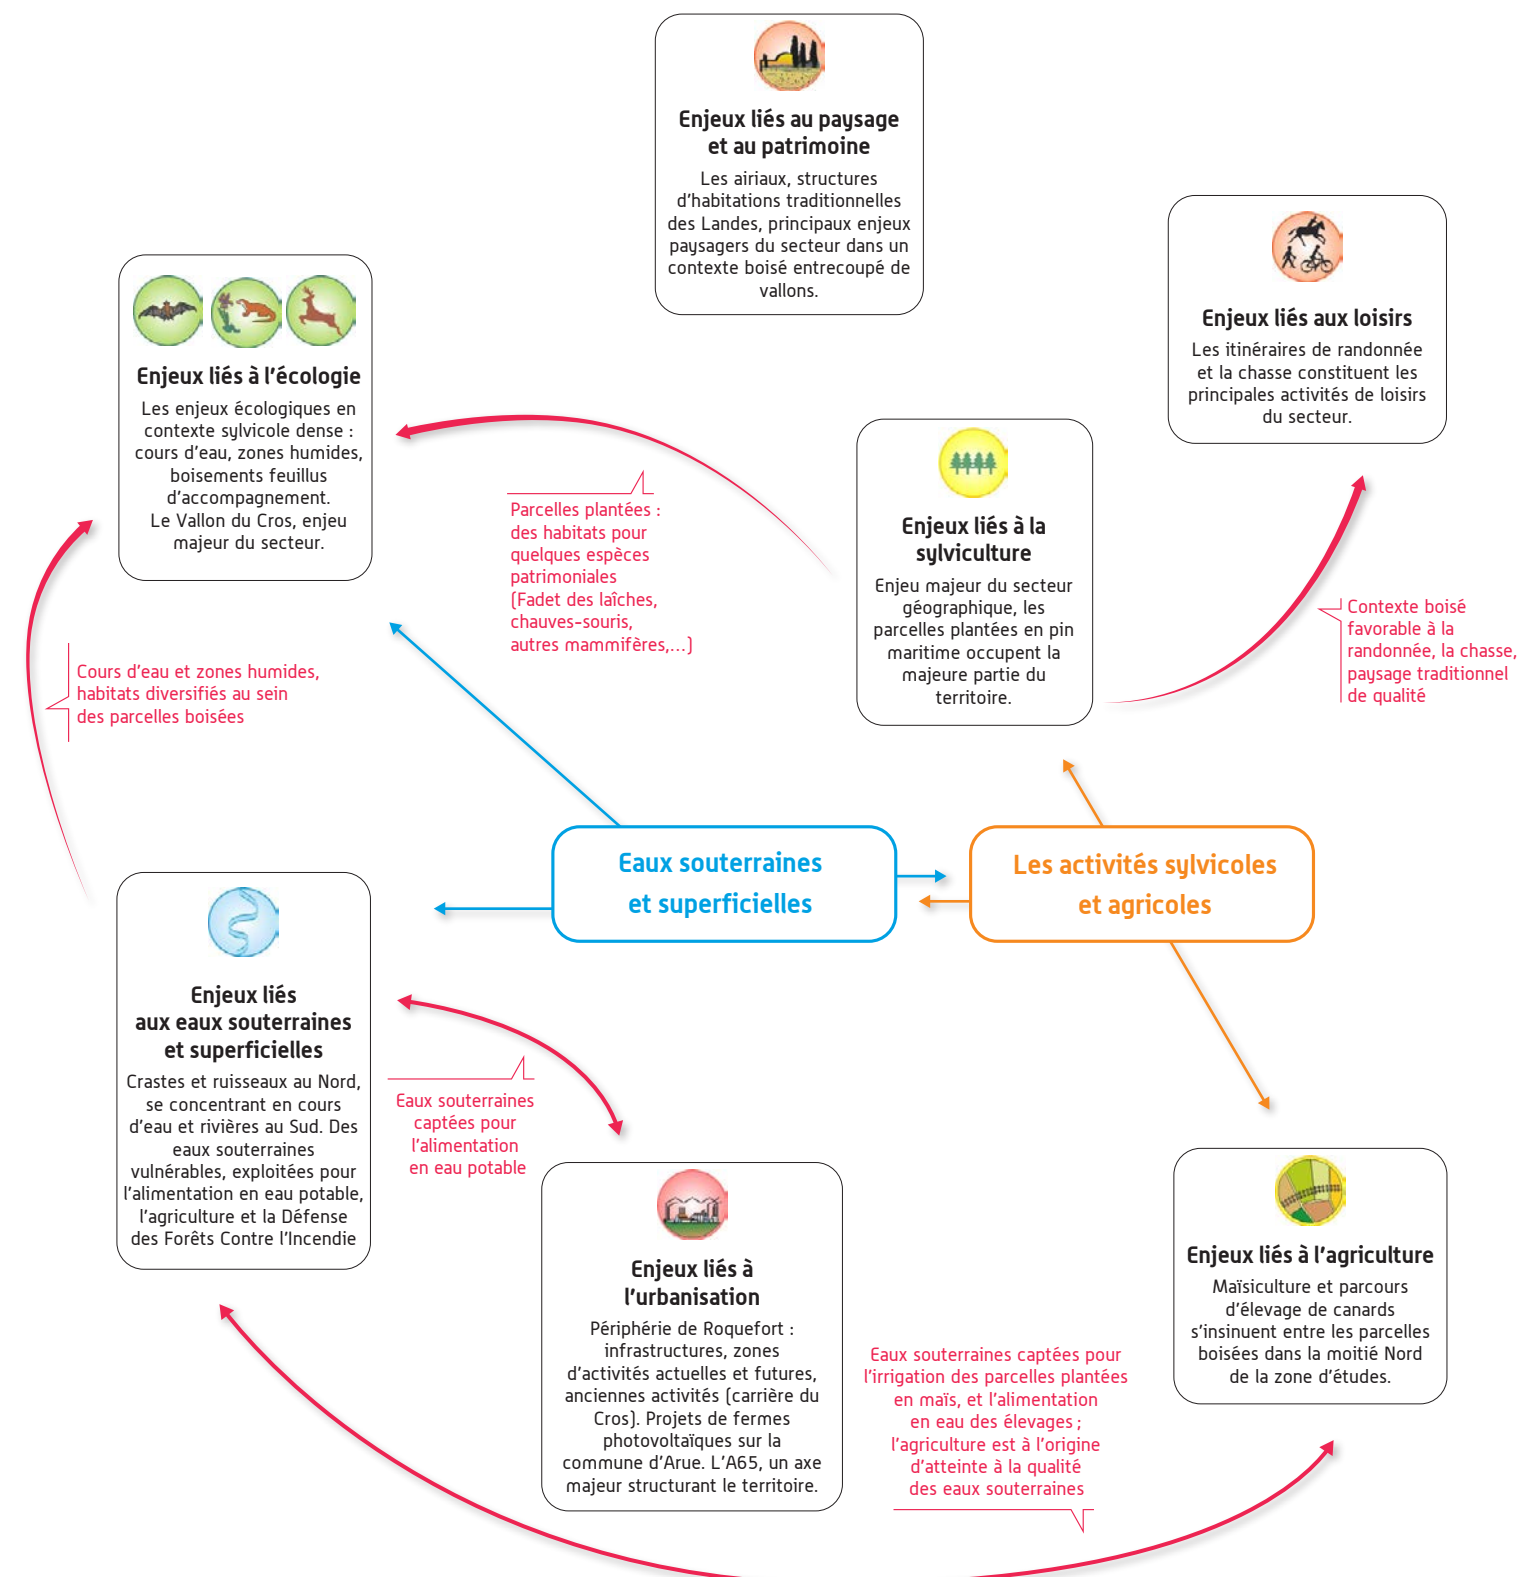 Enjeux liés au paysage
et au patrimoine
Les airiaux, structures
d'habitations traditionnelles
des Landes, principaux enjeux
paysagers du secteur dans un
contexte boisé entrecoupé de
vallons.
Enjeux liés aux loisirs
Les itinéraires de randonnée
et la chasse constituent les
principales activités de loisirs
du secteur.
Enjeux liés à l'écologie
Les enjeux écologiques en
contexte sylvicole dense :
cours d'eau, zones humides,
boisements feuillus
d'accompagnement.
Le Vallon du Cros, enjeu
majeur du secteur.
Parcelles plantées :
des habitats pour
quelques espèces
patrimoniales
(Fadet des laîches,
chauves-souris,
autres mammifères,...)
Enjeux liés à la
sylviculture
Enjeu majeur du secteur
géographique, les
parcelles plantées en pin
maritime occupent la
majeure partie du
territoire.
Contexte boisé
favorable à la
randonnée, la chasse,
paysage traditionnel
de qualité
Cours d'eau et zones humides,
habitats diversifiés au sein
des parcelles boisées
Eaux souterraines
et superficielles
Les activités sylvicoles
et agricoles
Enjeux liés
aux eaux souterraines
et superficielles
Crastes et ruisseaux au Nord,
se concentrant en cours
d'eau et rivières au Sud. Des
eaux souterraines
vulnérables, exploitées pour
l'alimentation en eau potable,
l'agriculture et la Défense
des Forêts Contre l'Incendie
Eaux souterraines
captées pour
l'alimentation
en eau potable
Enjeux liés à
l'urbanisation
Périphérie de Roquefort :
infrastructures, zones
d'activités actuelles et futures,
anciennes activités (carrière du
Cros). Projets de fermes
photovoltaïques sur la
commune d'Arue. L'A65, un axe
majeur structurant le territoire.
Eaux souterraines captées pour
l'irrigation des parcelles plantées
en maïs, et l'alimentation
en eau des élevages ;
l'agriculture est à l'origine
d'atteinte à la qualité
des eaux souterraines
Enjeux liés à l'agriculture
Maïsiculture et parcours
d'élevage de canards
s'insinuent entre les parcelles
boisées dans la moitié Nord
de la zone d'études.